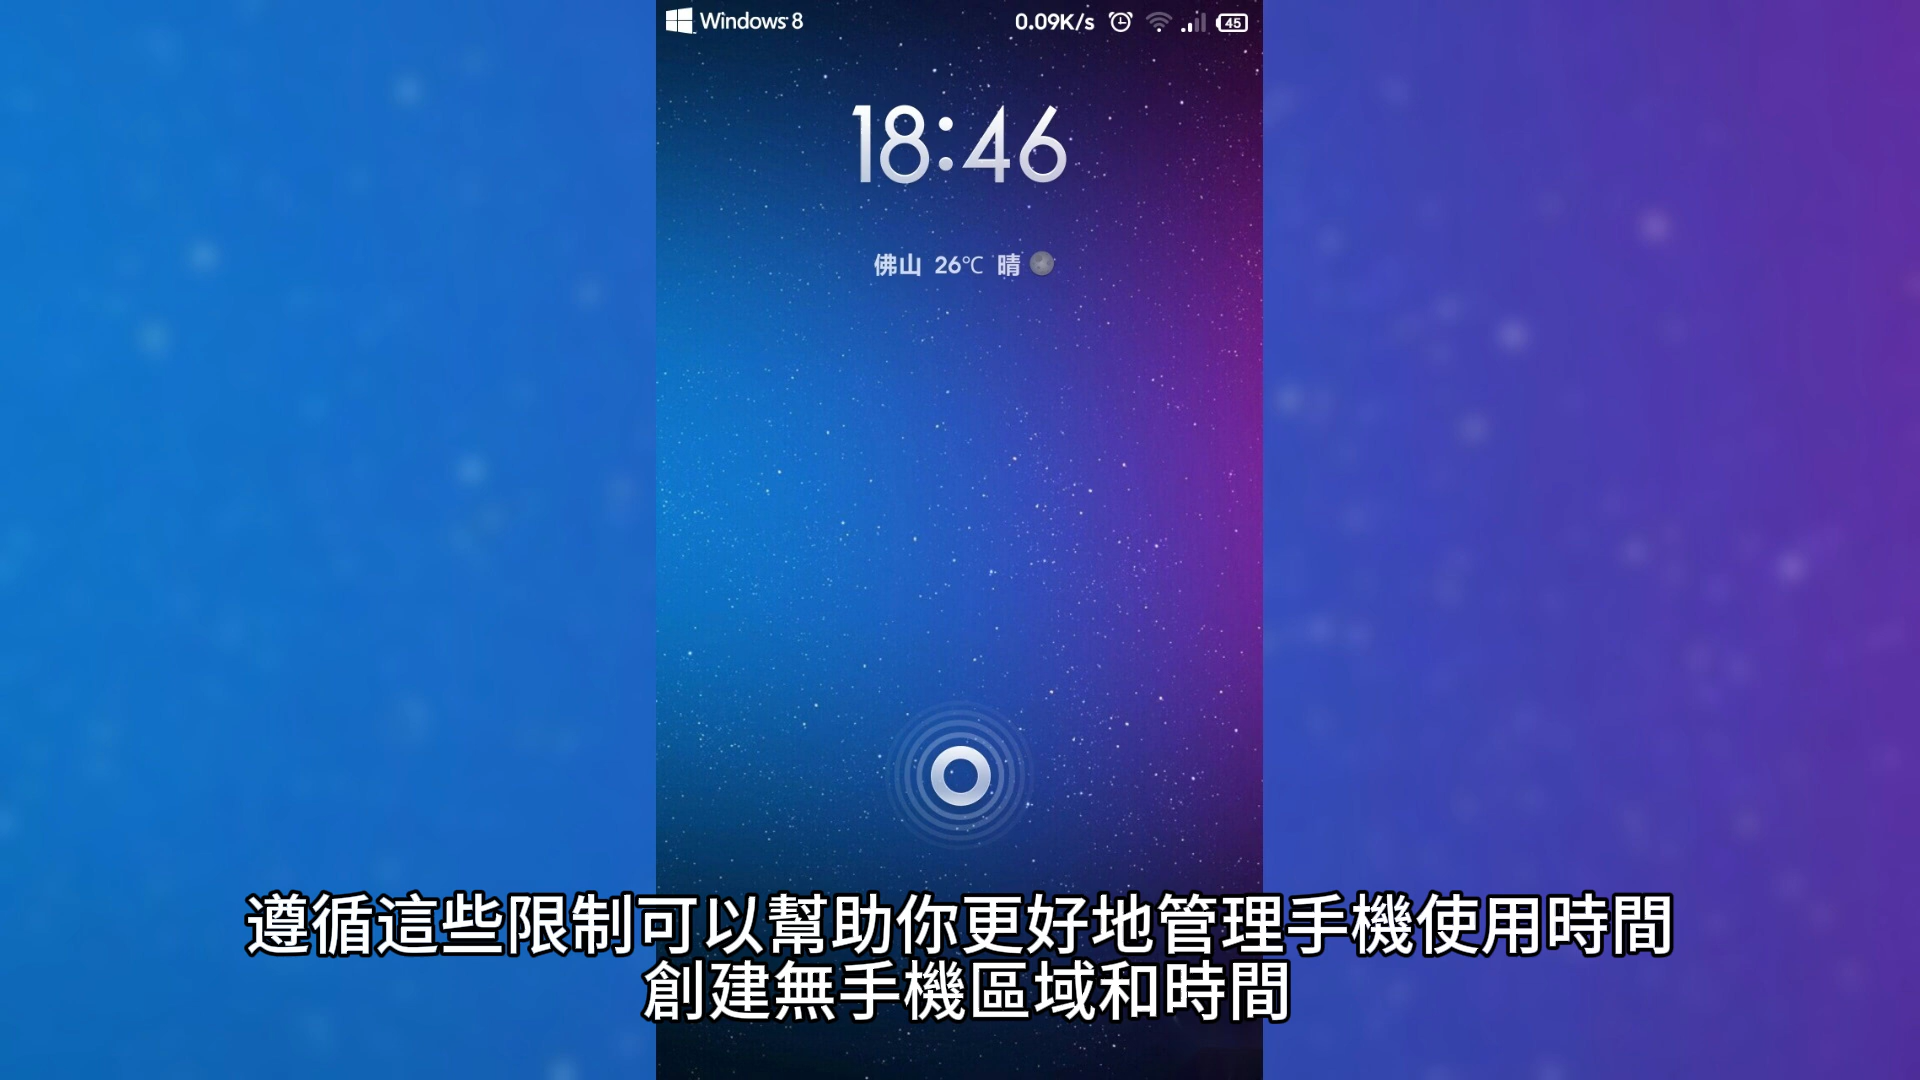 Windows 8 0.09K/s 45
18:46
佛山 26℃ 晴
遵循這些限制可以幫助你更好地管理手機使用時間
創建無手機區域和時間